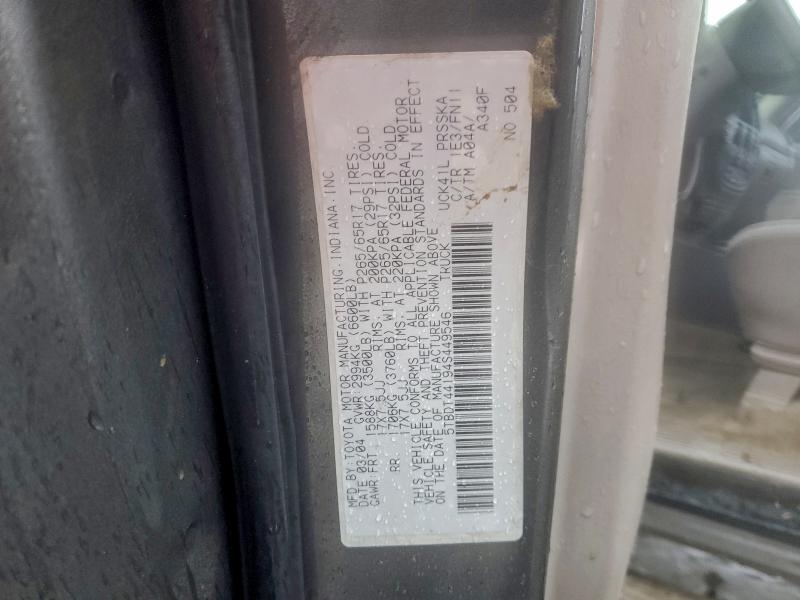 MFD BY:TOYOTA MOTOR MANUFACTURING.INDIANA.INC
DATE 03/04 GVWR 2994KG (6600LB)
GAWR:FRT. 1588KG (3500LB) WITH P265/65R17 TIRES.
17X7.5JJ RIMS. AT 200KPA (29PSI) COLD
RR. 1706KG (3760LB) WITH P265/65R17 TIRES.
17X7.5JJ RIMS. AT 220KPA (32PSI) COLD
THIS VEHICLE CONFORMS TO ALL APPLICABLE FEDERAL MOTOR
VEHICLE SAFETY AND THEFT PREVENTION STANDARDS IN EFFECT
ON THE DATE OF MANUFACTURE SHOWN ABOVE.
5TBDT44194S449546 TRUCK
UCK41L PRSSKA
C/TR 1E3/FN11
A/TM A04A/
A340F
NO 504